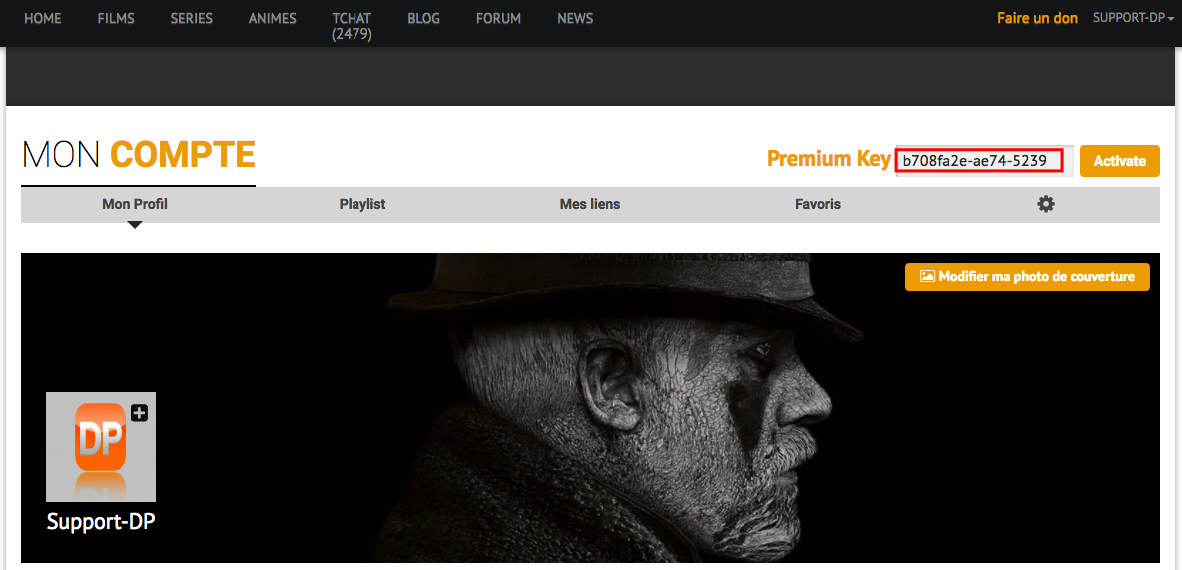 HOME FILMS SERIES ANIMES TCHAT BLOG FORUM NEWS Faire un don SUPPORT-DP
(2479)
MON COMPTE
Premium Key b708fa2e-ae74-5239 Activate
Mon Profil Playlist Mes liens Favoris
Modifier ma photo de couverture
DP
Support-DP